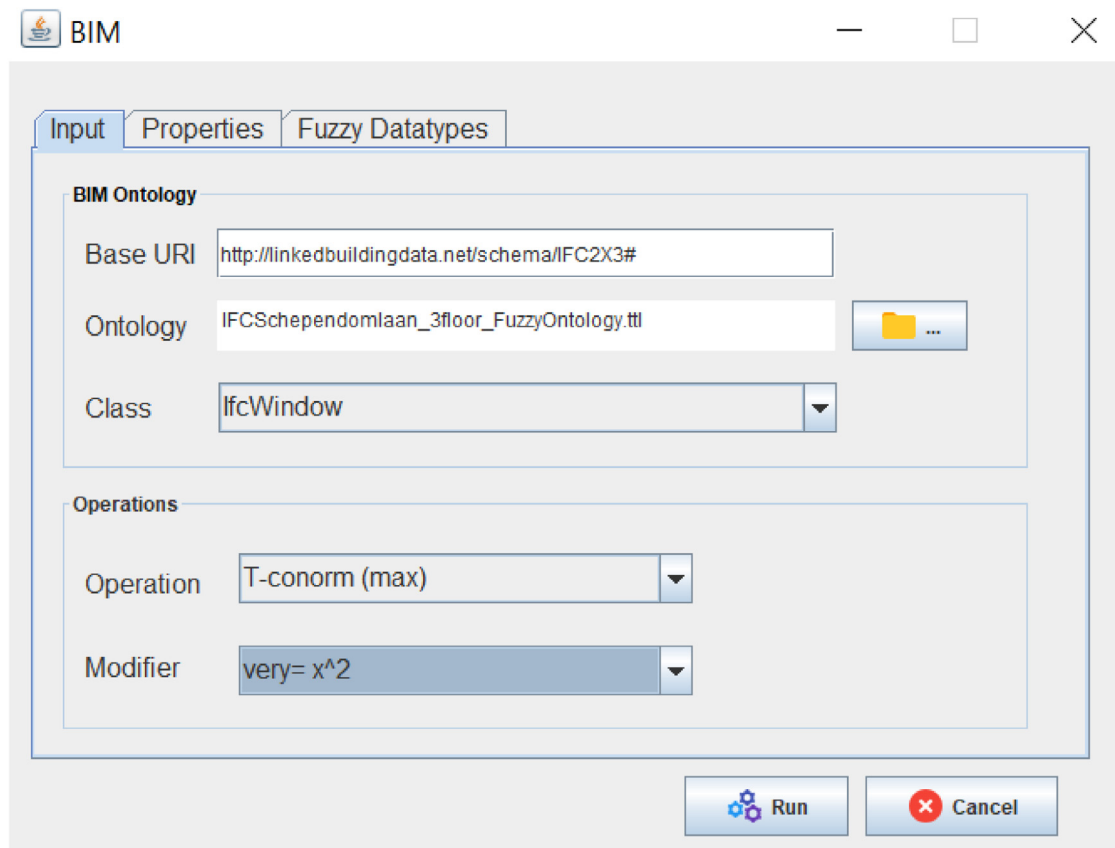 BIM
Input Properties Fuzzy Datatypes
BIM Ontology
Base URI http://linkedbuildingdata.net/schema/IFC2X3#
Ontology IFCSchependomlaan_3floor_FuzzyOntology.ttl ...
Class IfcWindow
Operations
Operation T-conorm (max)
Modifier very= x^2
Run Cancel